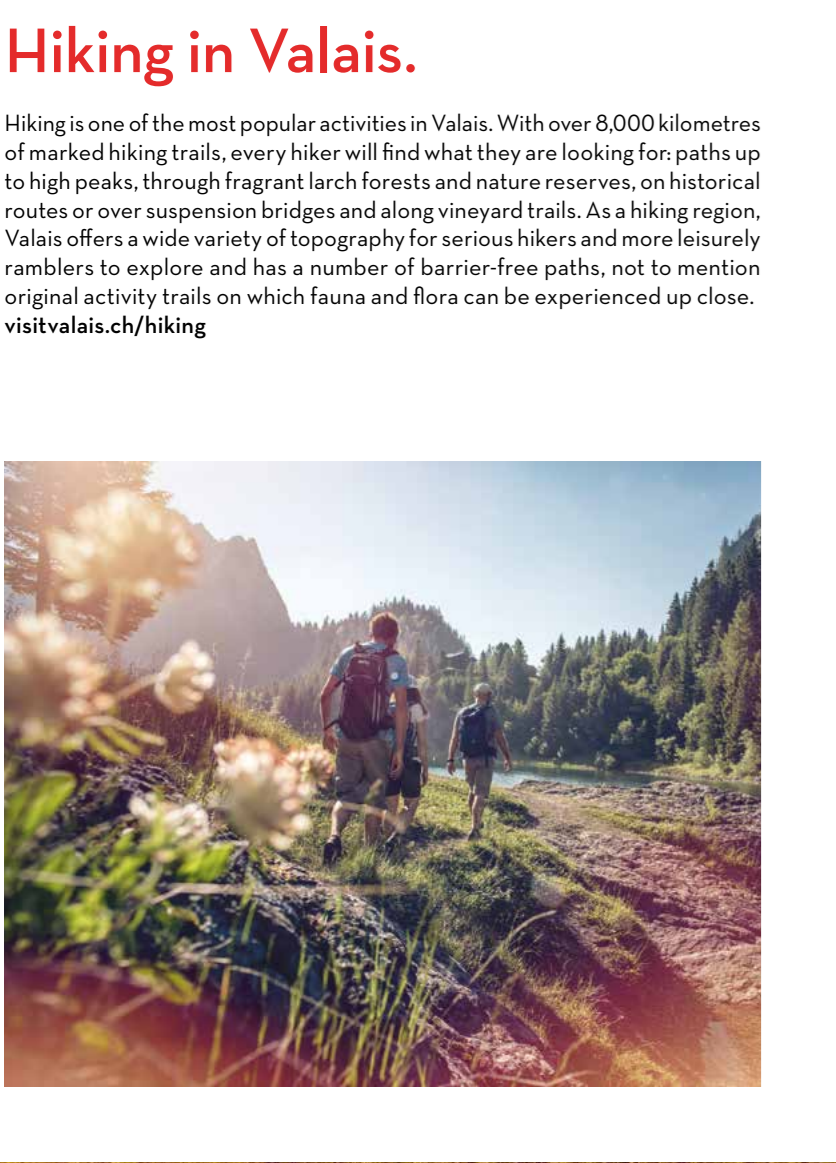 Hiking in Valais.
Hiking is one of the most popular activities in Valais. With over 8,000 kilometres
of marked hiking trails, every hiker will find what they are looking for: paths up
to high peaks, through fragrant larch forests and nature reserves, on historical
routes or over suspension bridges and along vineyard trails. As a hiking region,
Valais offers a wide variety of topography for serious hikers and more leisurely
ramblers to explore and has a number of barrier-free paths, not to mention
original activity trails on which fauna and flora can be experienced up close.
visitvalais.ch/hiking